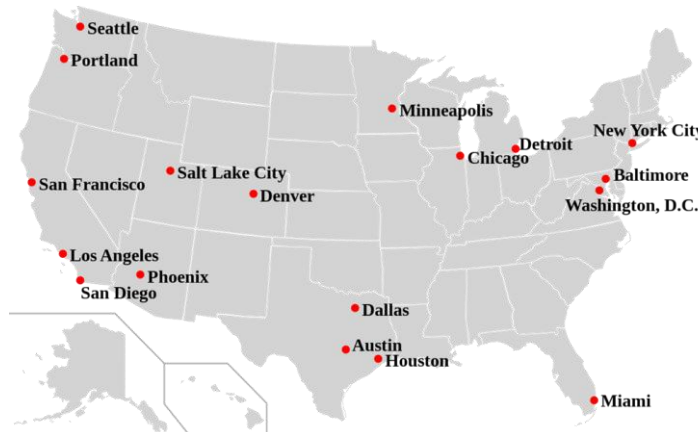 Seattle
Portland
Minneapolis
New York City
Detroit
Chicago
Salt Lake City
Baltimore
San Francisco
Denver
Washington, D.C.
Los Angeles
Phoenix
San Diego
Dallas
Austin
Houston
Miami